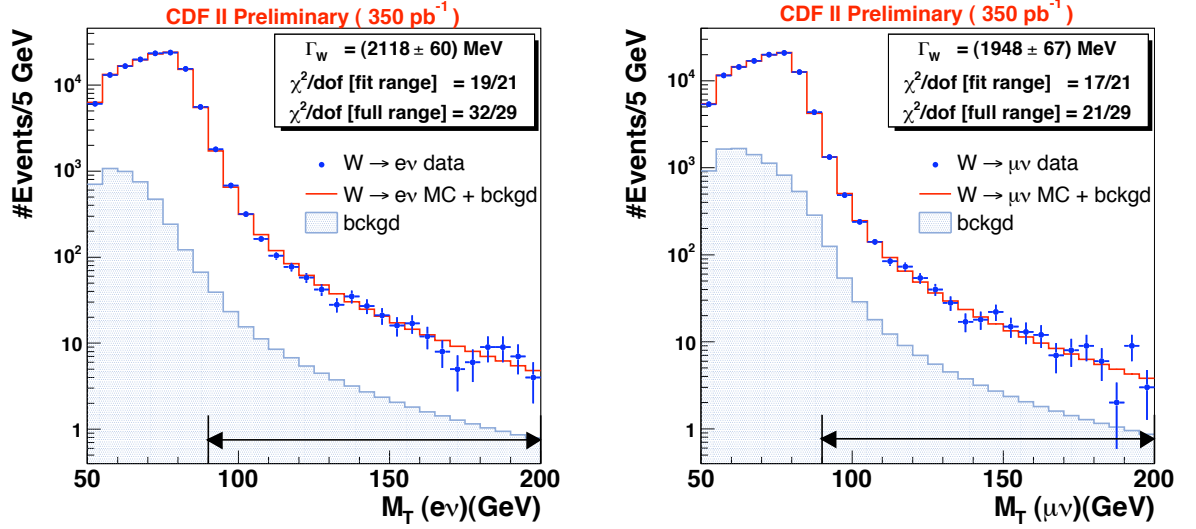 CDF II Preliminary ( 350 pb⁻¹)
#Events/5 GeV
Γ_W = (2118 ± 60) MeV
χ²/dof [fit range] = 19/21
χ²/dof [full range] = 32/29
W → eν data
W → eν MC + bckgd
bckgd
10⁴
10³
10²
10
1
50 100 150 200
M_T (eν)(GeV)
CDF II Preliminary ( 350 pb⁻¹)
#Events/5 GeV
Γ_W = (1948 ± 67) MeV
χ²/dof [fit range] = 17/21
χ²/dof [full range] = 21/29
W → μν data
W → μν MC + bckgd
bckgd
10⁴
10³
10²
10
1
50 100 150 200
M_T (μν)(GeV)